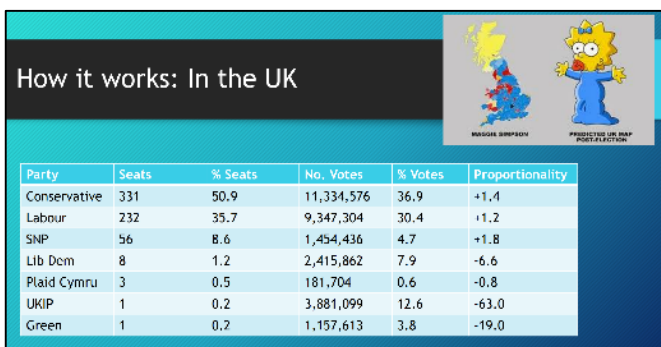 How it works: In the UK
MAGGIE SIMPSON
PREDICTED UK MAP
POST-ELECTION
Party Seats % Seats No. Votes % Votes Proportionality
Conservative 331 50.9 11,334,576 36.9 +1.4
Labour 232 35.7 9,347,304 30.4 +1.2
SNP 56 8.6 1,454,436 4.7 +1.8
Lib Dem 8 1.2 2,415,862 7.9 -6.6
Plaid Cymru 3 0.5 181,704 0.6 -0.8
UKIP 1 0.2 3,881,099 12.6 -63.0
Green 1 0.2 1,157,613 3.8 -19.0